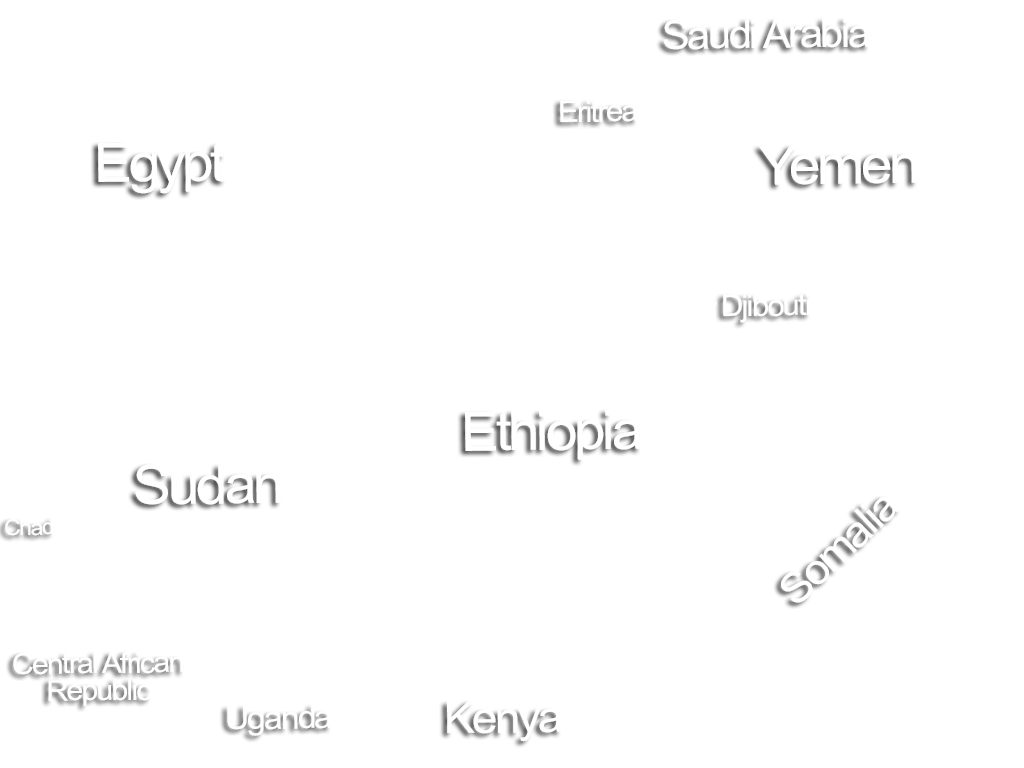 Saudi Arabia
Eritrea
Egypt
Yemen
Djibouti
Ethiopia
Sudan
Chad
Somalia
Central African
Republic
Uganda
Kenya